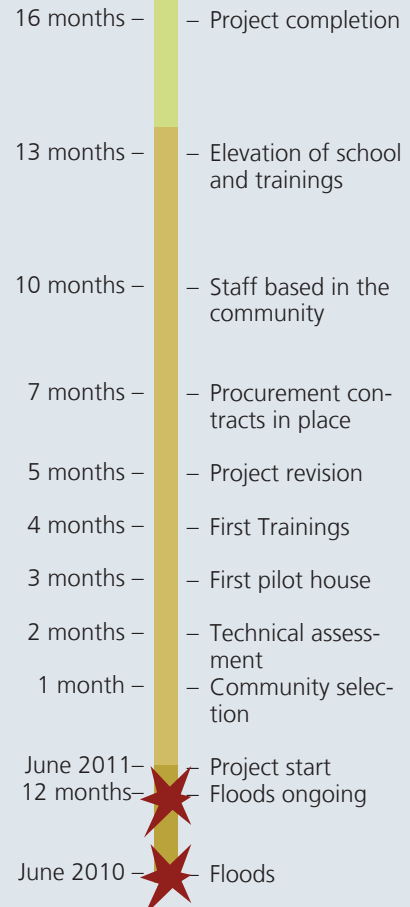 16 months – – Project completion
13 months – – Elevation of school
and trainings
10 months – – Staff based in the
community
7 months – – Procurement con-
tracts in place
5 months – – Project revision
4 months – – First Trainings
3 months – – First pilot house
2 months – – Technical assess-
ment
1 month – – Community selec-
tion
June 2011– – Project start
12 months– – Floods ongoing
June 2010 – – Floods